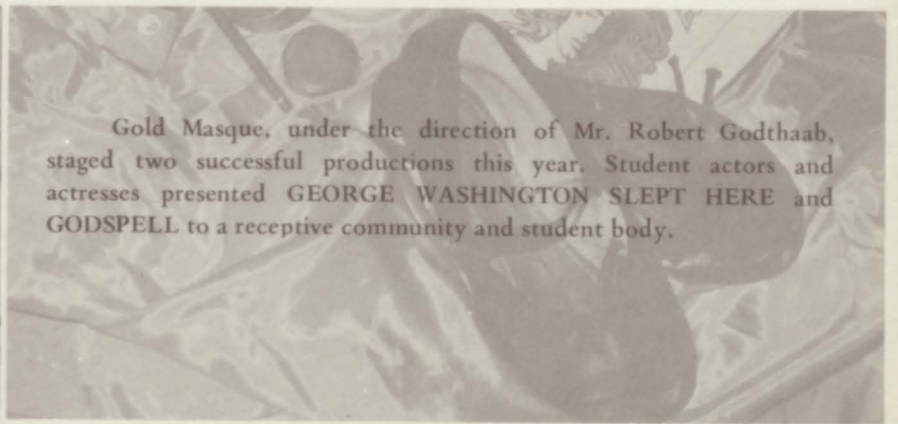 Gold Masque, under the direction of Mr. Robert Godthaab,
staged two successful productions this year. Student actors and
actresses presented GEORGE WASHINGTON SLEPT HERE and
GODSPELL to a receptive community and student body.